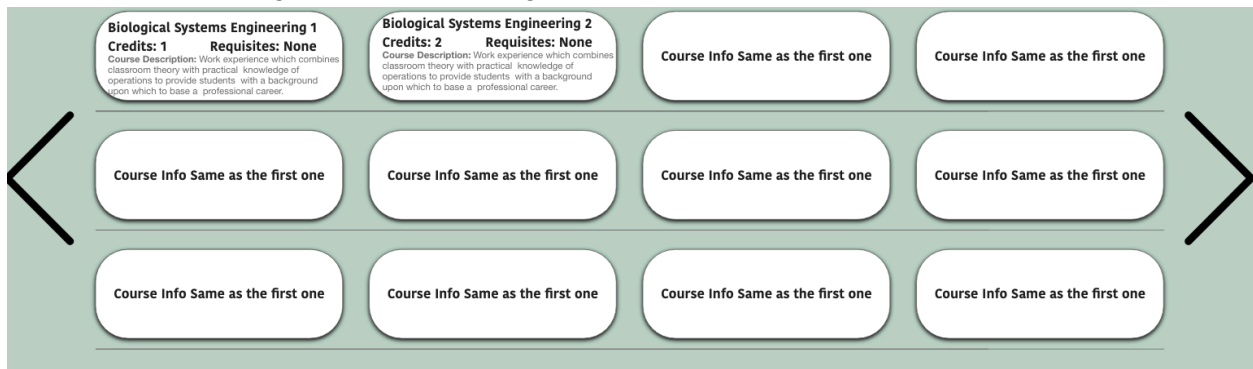 Biological Systems Engineering 1
Credits: 1 Requisites: None
Course Description: Work experience which combines
classroom theory with practical knowledge of
operations to provide students with a background
upon which to base a professional career.
Biological Systems Engineering 2
Credits: 2 Requisites: None
Course Description: Work experience which combines
classroom theory with practical knowledge of
operations to provide students with a background
upon which to base a professional career.
Course Info Same as the first one
Course Info Same as the first one
Course Info Same as the first one
Course Info Same as the first one
Course Info Same as the first one
Course Info Same as the first one
Course Info Same as the first one
Course Info Same as the first one
Course Info Same as the first one
Course Info Same as the first one